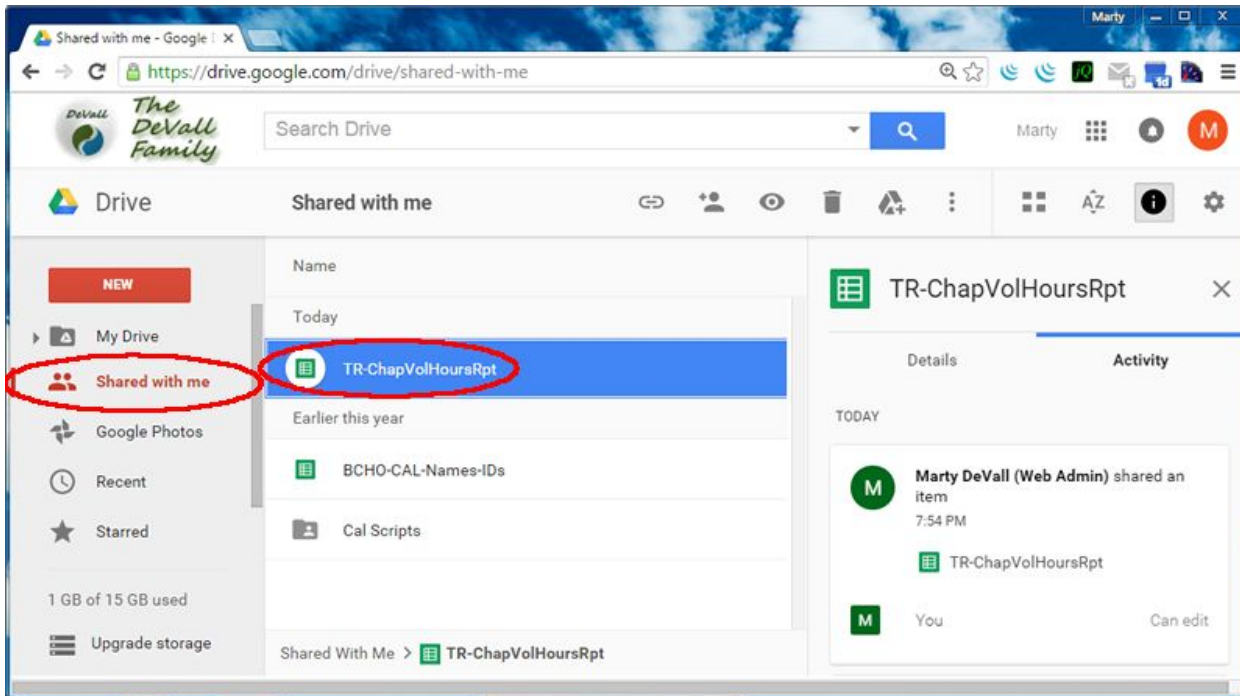 Marty
Shared with me - Google
https://drive.google.com/drive/shared-with-me
1d
DeVall
The
DeVall
Family
Search Drive
Marty
M
Drive
Shared with me
AZ
NEW
My Drive
Shared with me
Google Photos
Recent
Starred
1 GB of 15 GB used
Upgrade storage
Name
Today
TR-ChapVolHoursRpt
Earlier this year
BCHO-CAL-Names-IDs
Cal Scripts
Shared With Me > TR-ChapVolHoursRpt
TR-ChapVolHoursRpt
Details
Activity
TODAY
M
Marty DeVall (Web Admin) shared an
item
7:54 PM
TR-ChapVolHoursRpt
M
You
Can edit